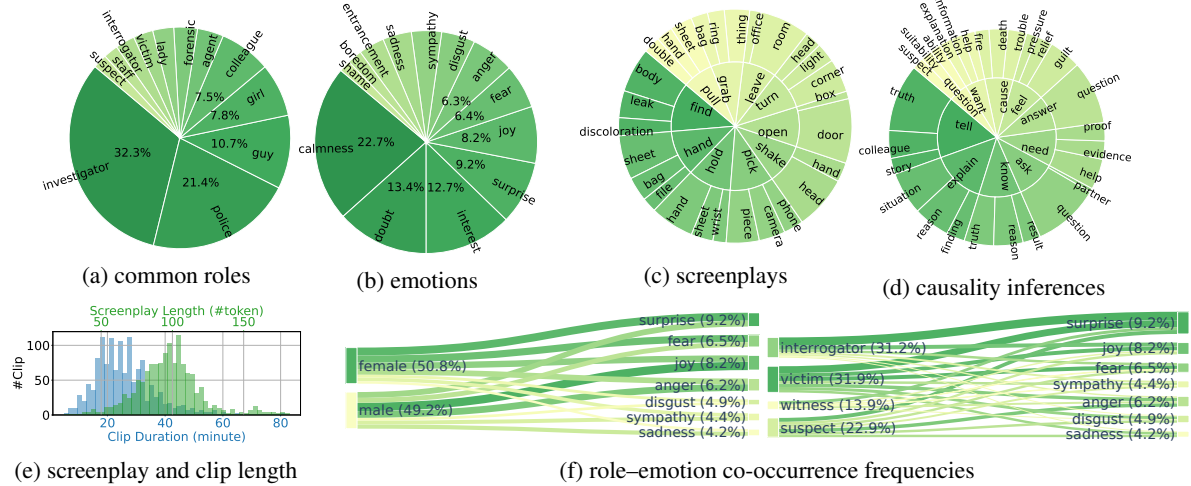 suspect
staff
interrogator
victim
lady
forensic
agent
colleague
girl
guy
police
investigator
7.5%
7.8%
10.7%
21.4%
32.3%
(a) common roles
shame
boredom
entrancement
sadness
sympathy
disgust
anger
fear
joy
surprise
interest
doubt
calmness
6.3%
6.4%
8.2%
9.2%
12.7%
13.4%
22.7%
(b) emotions
double
hand
sheet
bag
ring
thing
office
room
head
light
corner
box
door
hand
head
phone
camera
piece
wrist
sheet
hand
file
bag
sheet
discoloration
leak
body
pull
grab
leave
turn
open
shake
pick
hold
hand
find
(c) screenplays
suspect
suitability
ability
explanation
information
help
fire
death
trouble
pressure
relief
guilt
question
proof
evidence
help
partner
question
result
reason
truth
finding
reason
situation
story
colleague
truth
question
want
cause
feel
answer
need
ask
know
explain
tell
(d) causality inferences
Screenplay Length (#token)
50 100 150
#Clip
100
50
0
20 40 60 80
Clip Duration (minute)
(e) screenplay and clip length
female (50.8%)
male (49.2%)
surprise (9.2%)
fear (6.5%)
joy (8.2%)
anger (6.2%)
disgust (4.9%)
sympathy (4.4%)
sadness (4.2%)
interrogator (31.2%)
victim (31.9%)
witness (13.9%)
suspect (22.9%)
surprise (9.2%)
joy (8.2%)
fear (6.5%)
sympathy (4.4%)
anger (6.2%)
disgust (4.9%)
sadness (4.2%)
(f) role–emotion co-occurrence frequencies